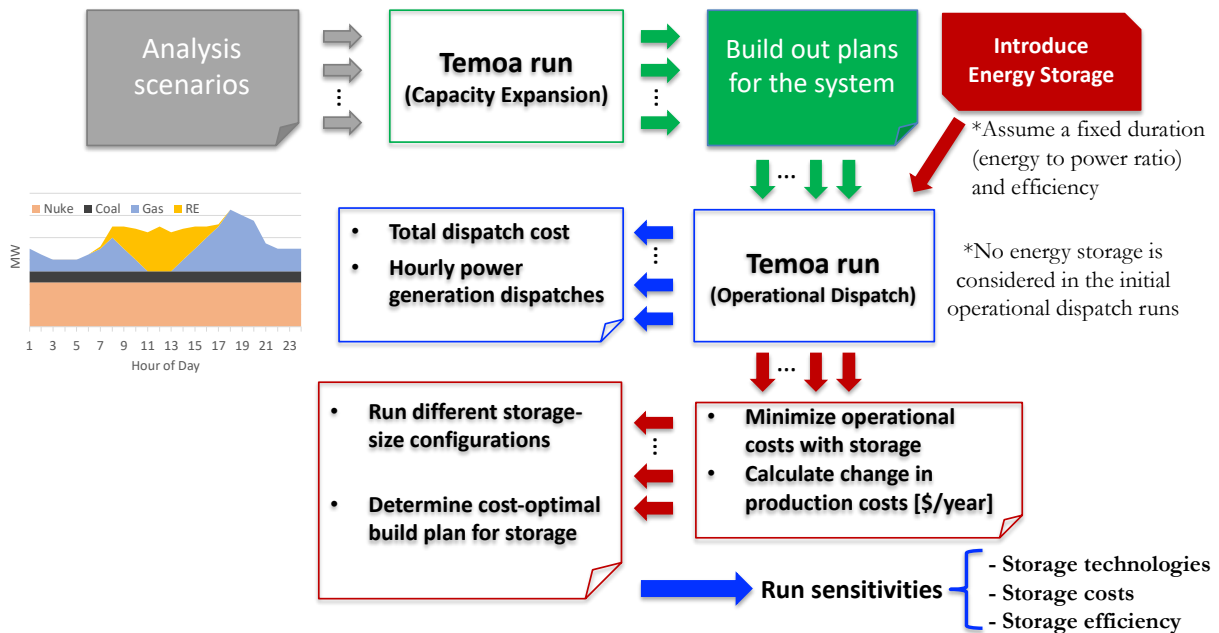 Analysis
scenarios
⋮
Temoa run
(Capacity Expansion)
⋮
Build out plans
for the system
Introduce
Energy Storage
*Assume a fixed duration
(energy to power ratio)
and efficiency
...
Nuke Coal Gas RE
MW
1 3 5 7 9 11 13 15 17 19 21 23
Hour of Day
• Total dispatch cost
• Hourly power
generation dispatches
⋮
Temoa run
(Operational Dispatch)
*No energy storage is
considered in the initial
operational dispatch runs
...
• Run different storage-
size configurations
• Determine cost-optimal
build plan for storage
⋮
• Minimize operational
costs with storage
• Calculate change in
production costs [$/year]
Run sensitivities
- Storage technologies
- Storage costs
- Storage efficiency